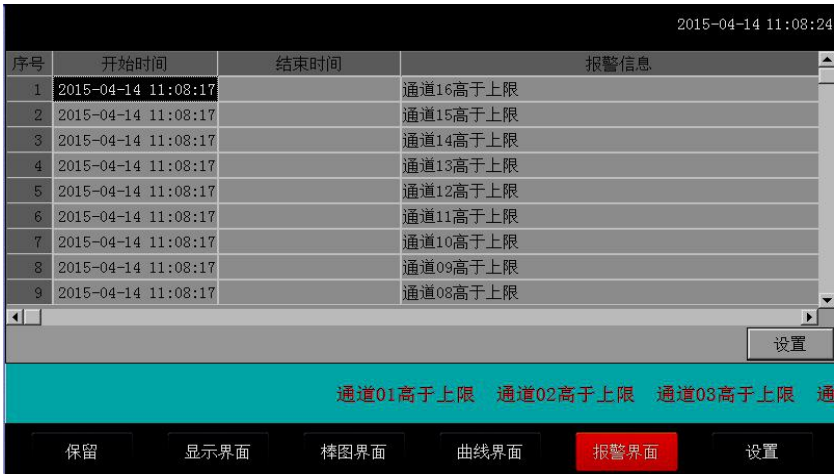 2015-04-14 11:08:24
序号 开始时间 结束时间 报警信息
1 2015-04-14 11:08:17 通道16高于上限
2 2015-04-14 11:08:17 通道15高于上限
3 2015-04-14 11:08:17 通道14高于上限
4 2015-04-14 11:08:17 通道13高于上限
5 2015-04-14 11:08:17 通道12高于上限
6 2015-04-14 11:08:17 通道11高于上限
7 2015-04-14 11:08:17 通道10高于上限
8 2015-04-14 11:08:17 通道09高于上限
9 2015-04-14 11:08:17 通道08高于上限
设置
通道01高于上限 通道02高于上限 通道03高于上限 通
保留 显示界面 棒图界面 曲线界面 报警界面 设置